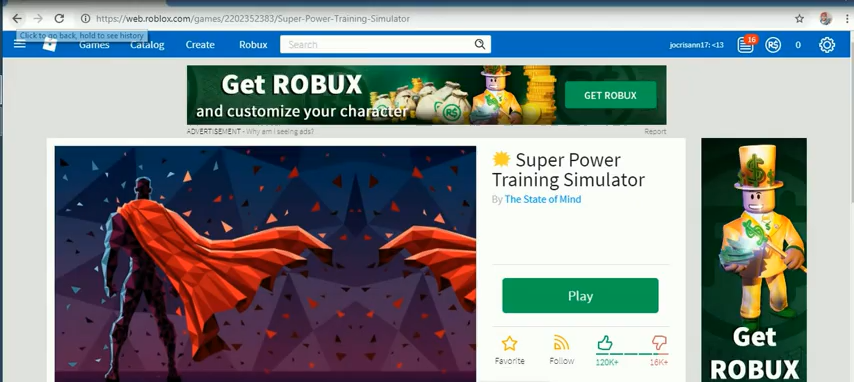 https://web.roblox.com/games/2202352383/Super-Power-Training-Simulator
Click to go back, hold to see history
Games Catalog Create Robux Search jocrisann17: <13 16 0
Get ROBUX
and customize your character
GET ROBUX
ADVERTISEMENT - Why am I seeing ads? Report
Super Power
Training Simulator
By The State of Mind
Play
Favorite Follow 120K+ 16K+
Get
ROBUX